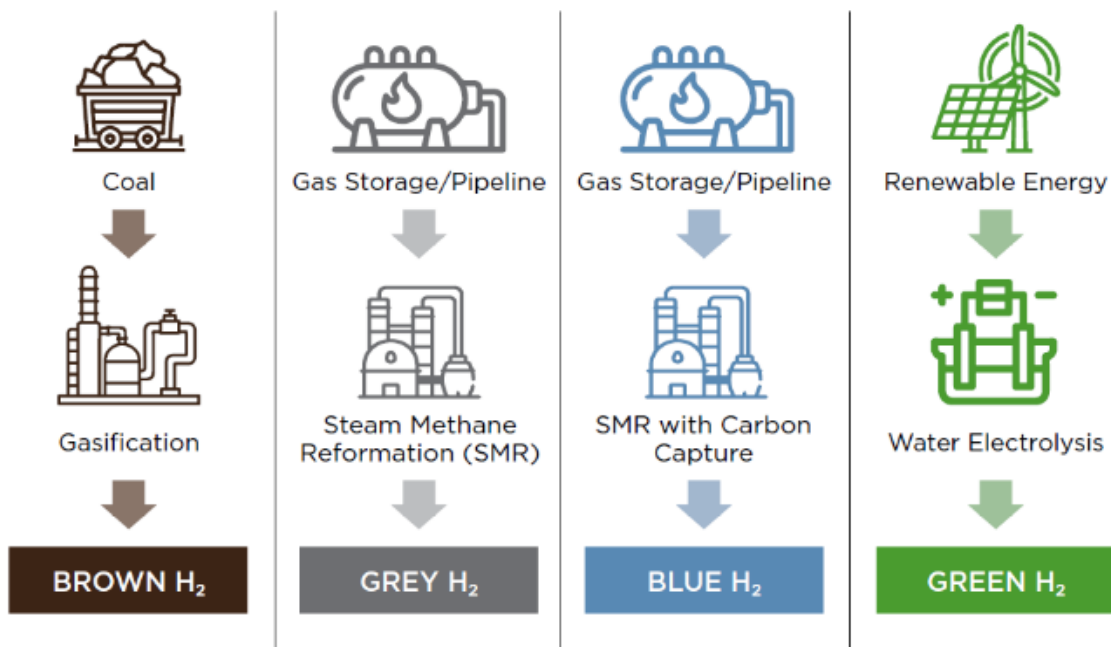 Coal
Gasification
BROWN H₂
Gas Storage/Pipeline
Steam Methane
Reformation (SMR)
GREY H₂
Gas Storage/Pipeline
SMR with Carbon
Capture
BLUE H₂
Renewable Energy
+ −
Water Electrolysis
GREEN H₂